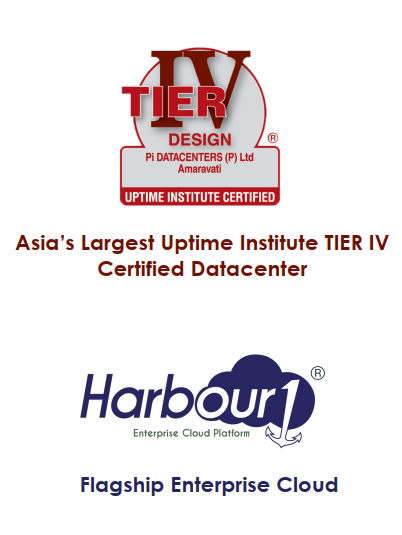 IV
TIER
DESIGN
®
Pi DATACENTERS (P) Ltd
Amaravati
UPTIME INSTITUTE CERTIFIED
Asia’s Largest Uptime Institute TIER IV
Certified Datacenter
Harbour1 ®
Enterprise Cloud Platform
Flagship Enterprise Cloud